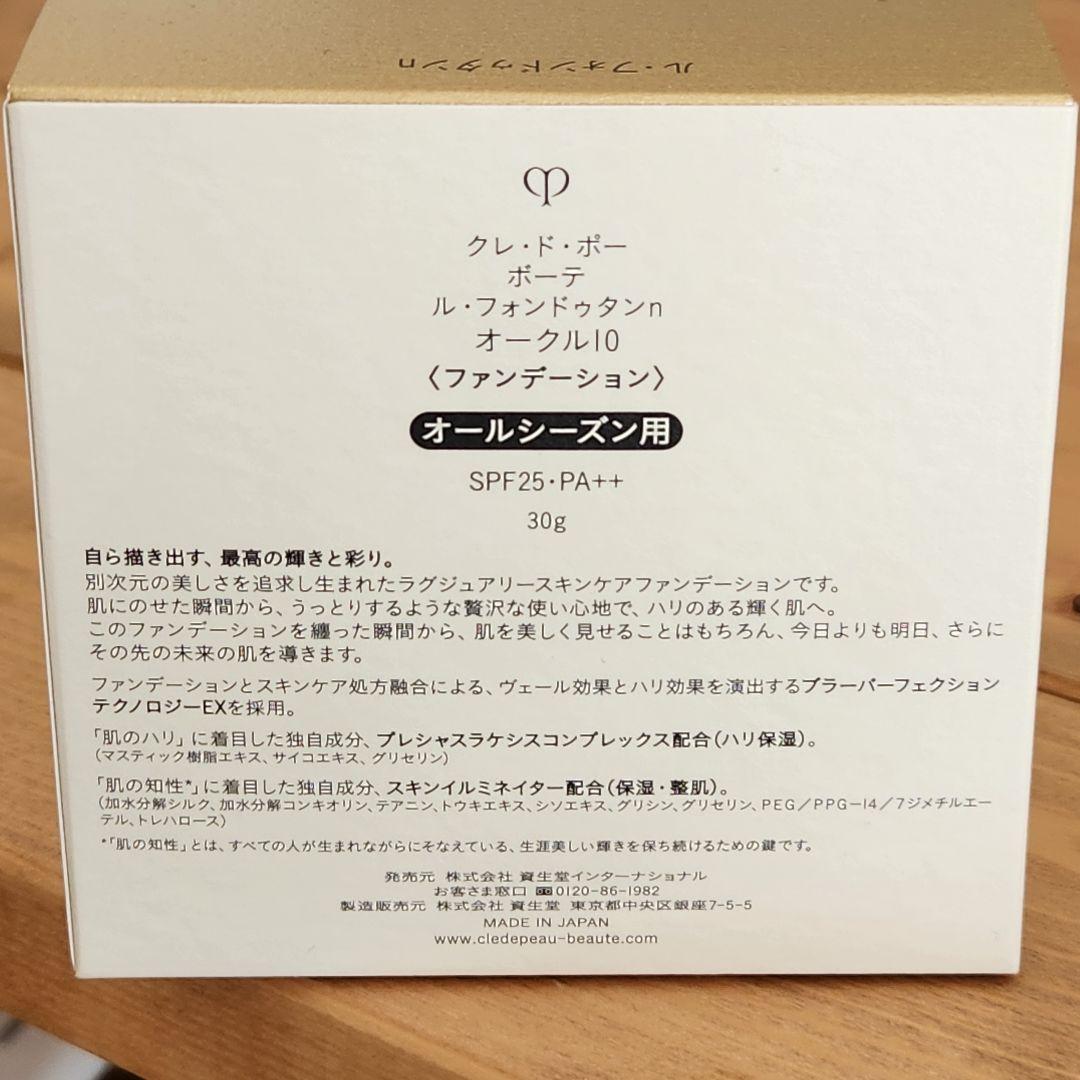 ル・フォンドゥタンn
クレ・ド・ポー
ボーテ
ル・フォンドゥタンn
オークル10
〈ファンデーション〉
オールシーズン用
SPF25・PA++
30g
自ら描き出す、最高の輝きと彩り。
別次元の美しさを追求し生まれたラグジュアリースキンケアファンデーションです。
肌にのせた瞬間から、うっとりするような贅沢な使い心地で、ハリのある輝く肌へ。
このファンデーションを纏った瞬間から、肌を美しく見せることはもちろん、今日よりも明日、さらに
その先の未来の肌を導きます。
ファンデーションとスキンケア処方融合による、ヴェール効果とハリ効果を演出するブラーパーフェクション
テクノロジーEXを採用。
「肌のハリ」に着目した独自成分、プレシャスラケシスコンプレックス配合(ハリ保湿)。
(マスティック樹脂エキス、サイコエキス、グリセリン)
「肌の知性*」に着目した独自成分、スキンイルミネイター配合(保湿・整肌)。
(加水分解シルク、加水分解コンキオリン、テアニン、トウキエキス、シソエキス、グリシン、グリセリン、PEG/PPG-14/7ジメチルエー
テル、トレハロース)
*「肌の知性」とは、すべての人が生まれながらにそなえている、生涯美しい輝きを保ち続けるための鍵です。
発売元 株式会社 資生堂インターナショナル
お客さま窓口 0120-86-1982
製造販売元 株式会社 資生堂 東京都中央区銀座7-5-5
MADE IN JAPAN
www.cledepeau-beaute.com